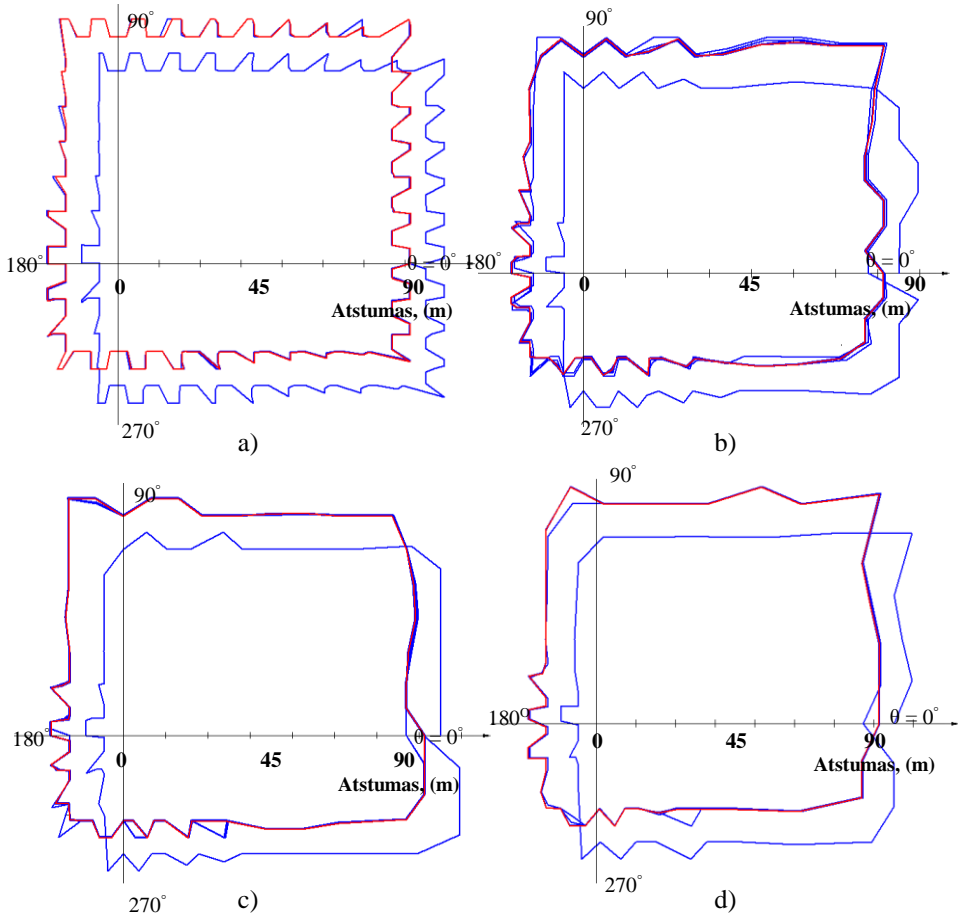 90°
180°
θ = 0°
0
45
90
Atstumas, (m)
270°
a)
180°
θ = 0°
0
45
90
Atstumas, (m)
270°
b)
90°
180°
θ = 0°
0
45
90
Atstumas, (m)
270°
c)
90°
180°
θ = 0°
0
45
90
Atstumas, (m)
270°
d)